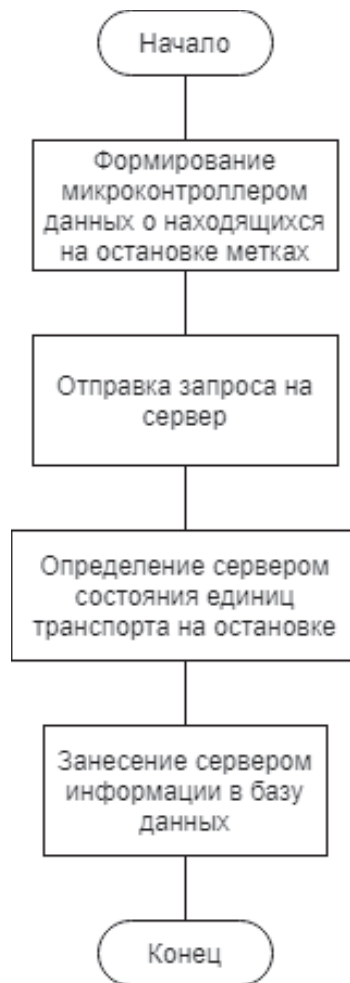 Начало
Формирование
микроконтроллером
данных о находящихся
на остановке метках
Отправка запроса на
сервер
Определение сервером
состояния единиц
транспорта на остановке
Занесение сервером
информации в базу
данных
Конец